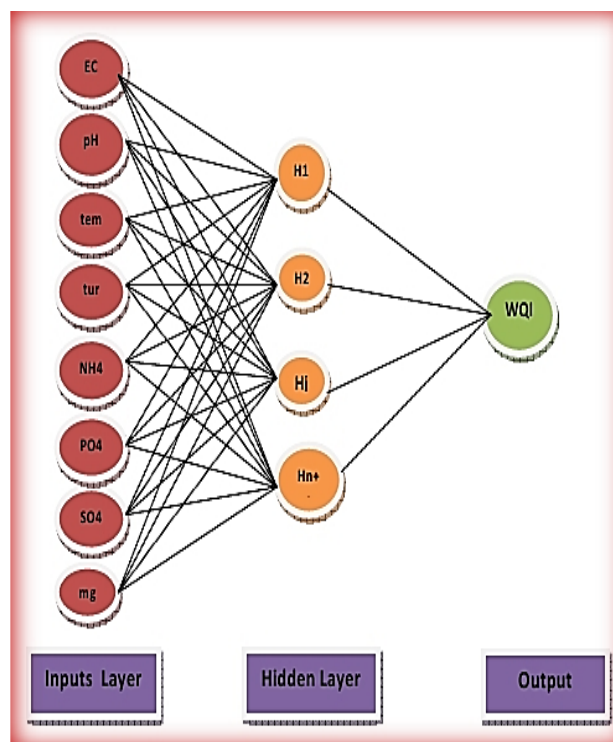 EC
pH
tem
tur
NH4
PO4
SO4
mg
H1
H2
Hj
Hn+
.
WQI
Inputs Layer
Hidden Layer
Output